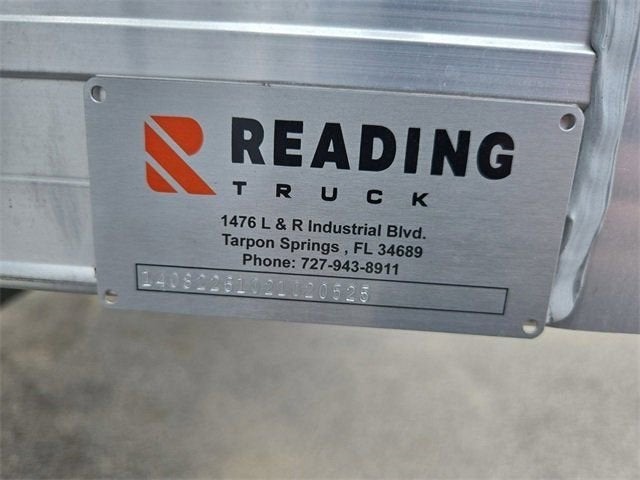 READING
TRUCK
1476 L & R Industrial Blvd.
Tarpon Springs , FL 34689
Phone: 727-943-8911